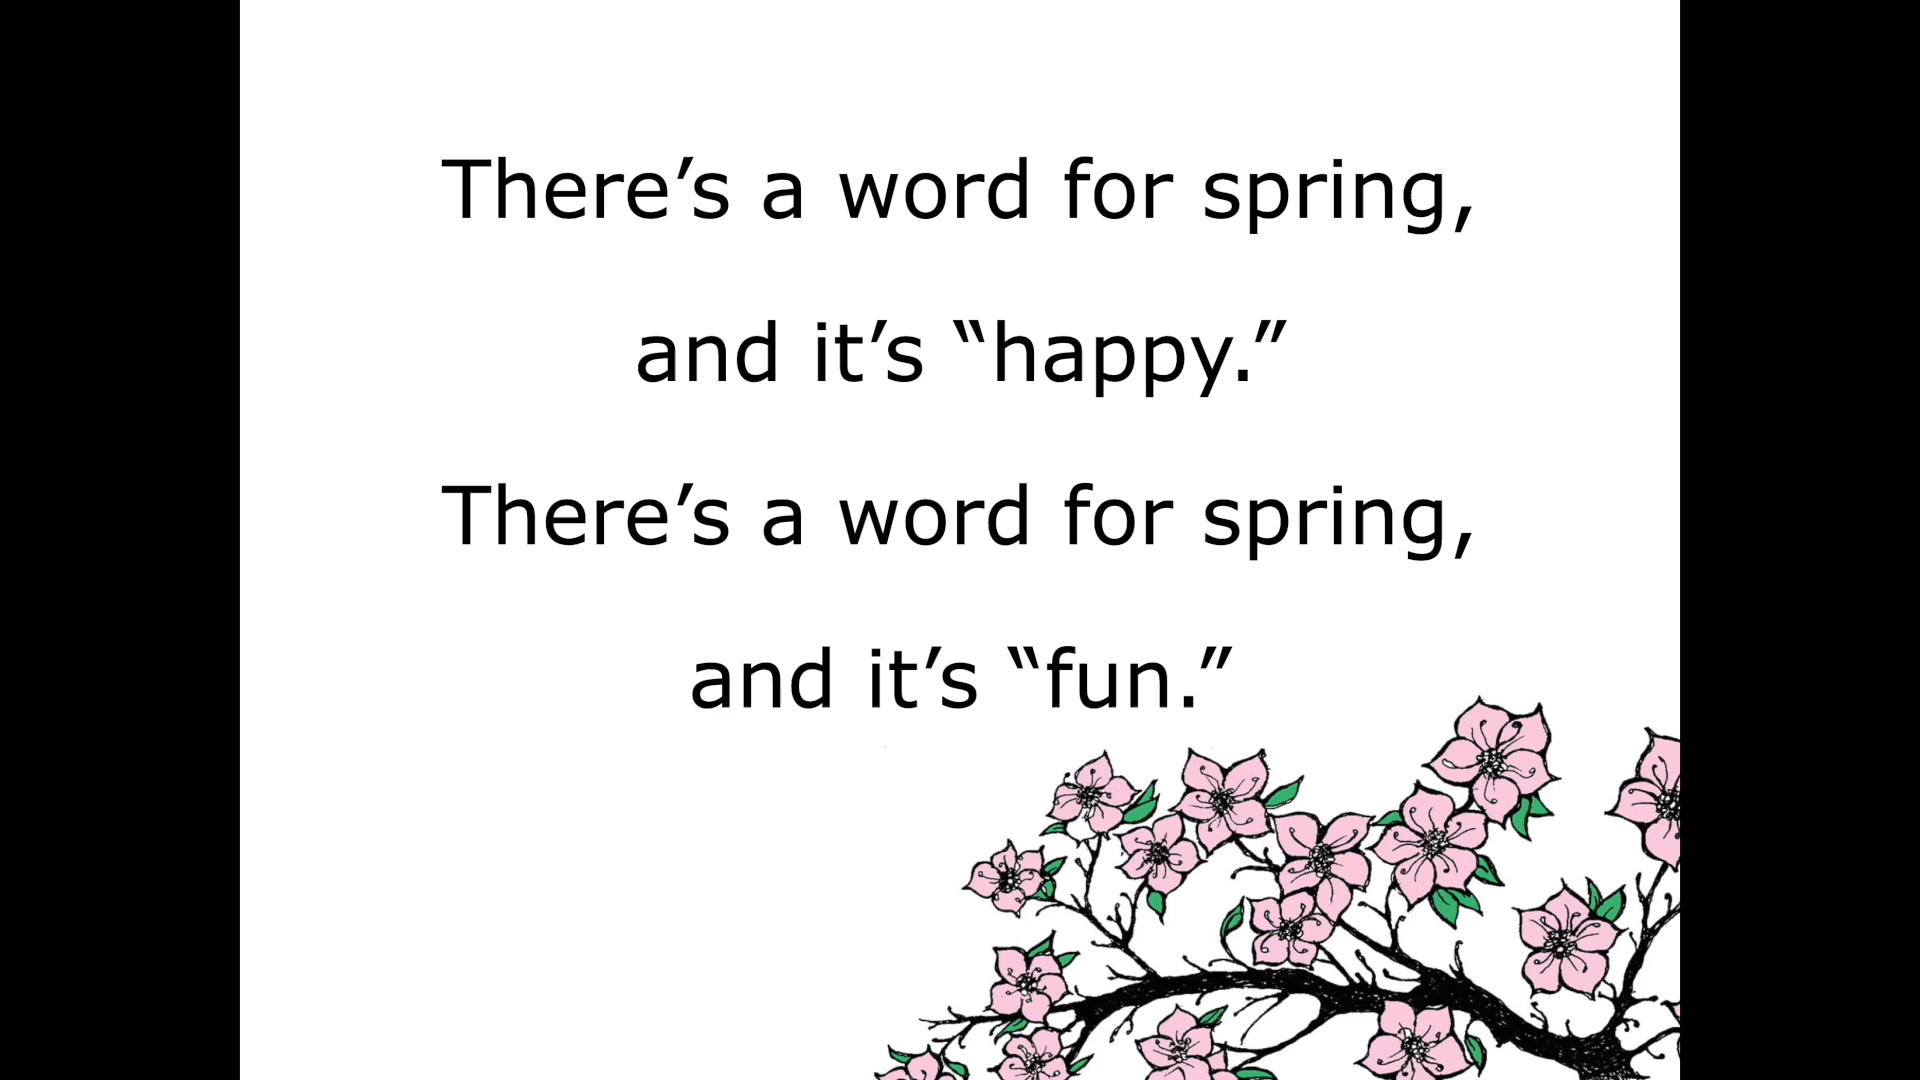 There’s a word for spring,
and it’s “happy.”
There’s a word for spring,
and it’s “fun.”